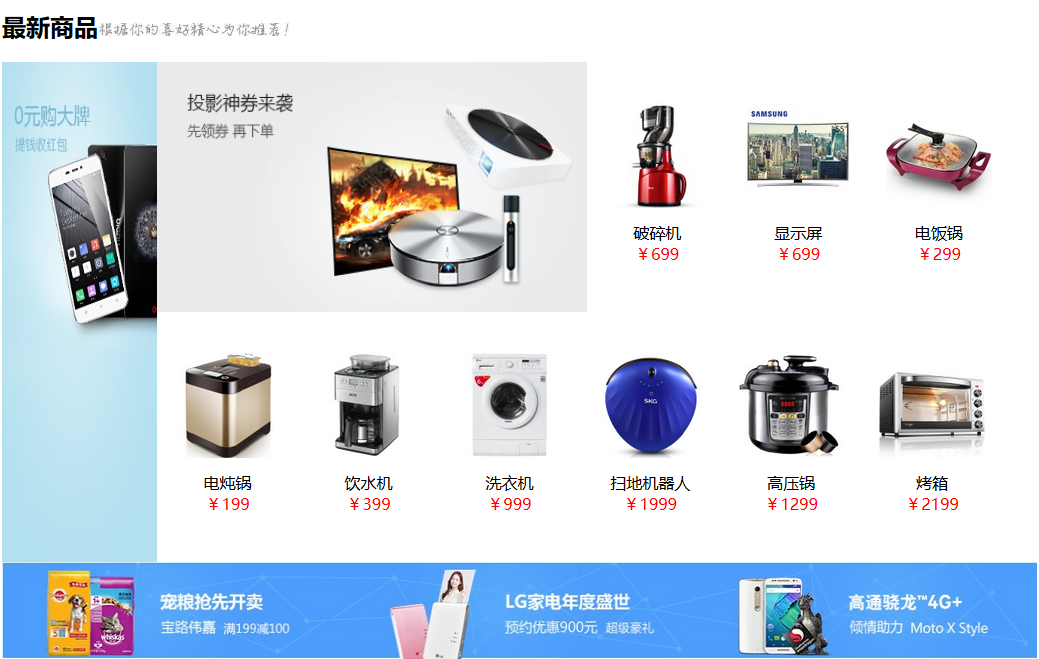 最新商品
根据你的喜好精心为你推荐!
0元购大牌
提钱收红包
投影神券来袭
先领券 再下单
SAMSUNG
55"
破碎机
¥699
显示屏
¥699
电饭锅
¥299
SKG
电炖锅
¥199
饮水机
¥399
洗衣机
¥999
扫地机器人
¥1999
高压锅
¥1299
烤箱
¥2199
whiskas
宠粮抢先开卖
宝路伟嘉 满199减100
LG家电年度盛世
预约优惠900元 超级豪礼
高通骁龙™4G+
倾情助力 Moto X Style